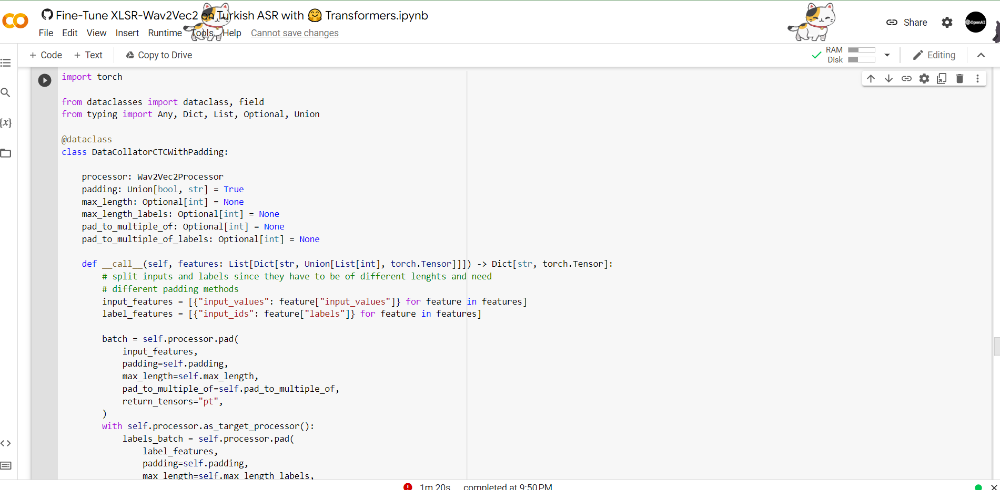 Fine-Tune XLSR-Wav2Vec2 on Turkish ASR with 🤗 Transformers.ipynb
File Edit View Insert Runtime Tools Help Cannot save changes
Share
OpenAI
+ Code + Text Copy to Drive
RAM
Disk
Editing
{x}
import torch
from dataclasses import dataclass, field
from typing import Any, Dict, List, Optional, Union
@dataclass
class DataCollatorCTCWithPadding:
processor: Wav2Vec2Processor
padding: Union[bool, str] = True
max_length: Optional[int] = None
max_length_labels: Optional[int] = None
pad_to_multiple_of: Optional[int] = None
pad_to_multiple_of_labels: Optional[int] = None
def __call__(self, features: List[Dict[str, Union[List[int], torch.Tensor]]]) -> Dict[str, torch.Tensor]:
# split inputs and labels since they have to be of different lenghts and need
# different padding methods
input_features = [{"input_values": feature["input_values"]} for feature in features]
label_features = [{"input_ids": feature["labels"]} for feature in features]
batch = self.processor.pad(
input_features,
padding=self.padding,
max_length=self.max_length,
pad_to_multiple_of=self.pad_to_multiple_of,
return_tensors="pt",
)
with self.processor.as_target_processor():
labels_batch = self.processor.pad(
label_features,
padding=self.padding,
max_length=self.max_length_labels,
1m 20s completed at 9:50 PM